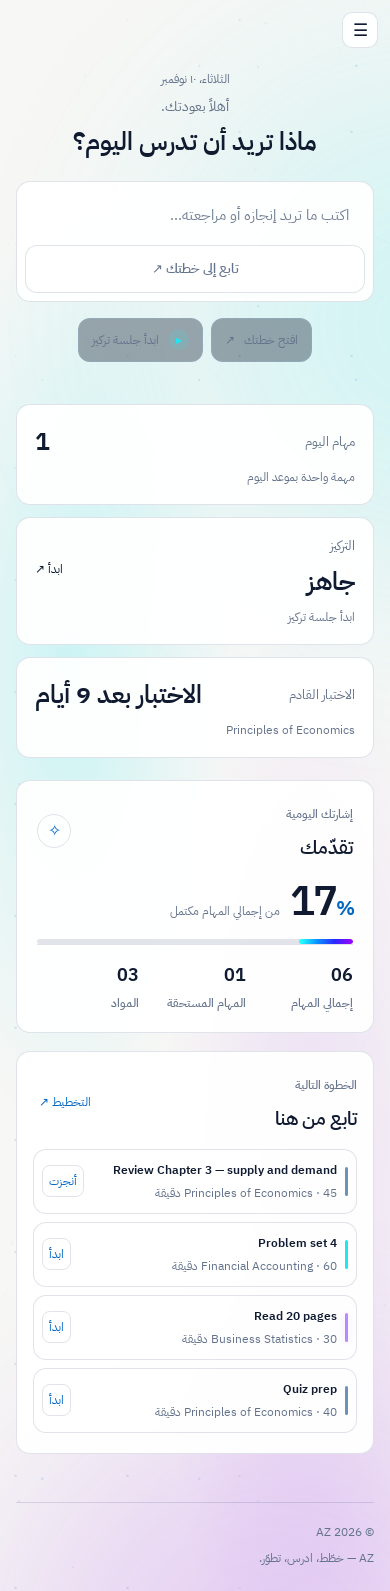 الثلاثاء، ١٠ نوفمبر
أهلاً بعودتك.
ماذا تريد أن تدرس اليوم؟
اكتب ما تريد إنجازه أو مراجعته...
تابع إلى خطتك ↗
افتح خطتك ↗
ابدأ جلسة تركيز
مهام اليوم
1
مهمة واحدة بموعد اليوم
التركيز
جاهز
ابدأ ↗
ابدأ جلسة تركيز
الاختبار القادم
الاختبار بعد 9 أيام
Principles of Economics
إشارتك اليومية
تقدّمك
17%
من إجمالي المهام مكتمل
06
إجمالي المهام
01
المهام المستحقة
03
المواد
الخطوة التالية
تابع من هنا
التخطيط ↗
Review Chapter 3 — supply and demand
Principles of Economics · 45 دقيقة
أنجزت
Problem set 4
Financial Accounting · 60 دقيقة
ابدأ
Read 20 pages
Business Statistics · 30 دقيقة
ابدأ
Quiz prep
Principles of Economics · 40 دقيقة
ابدأ
© 2026 AZ
AZ — خطّط، ادرس، تطوّر.